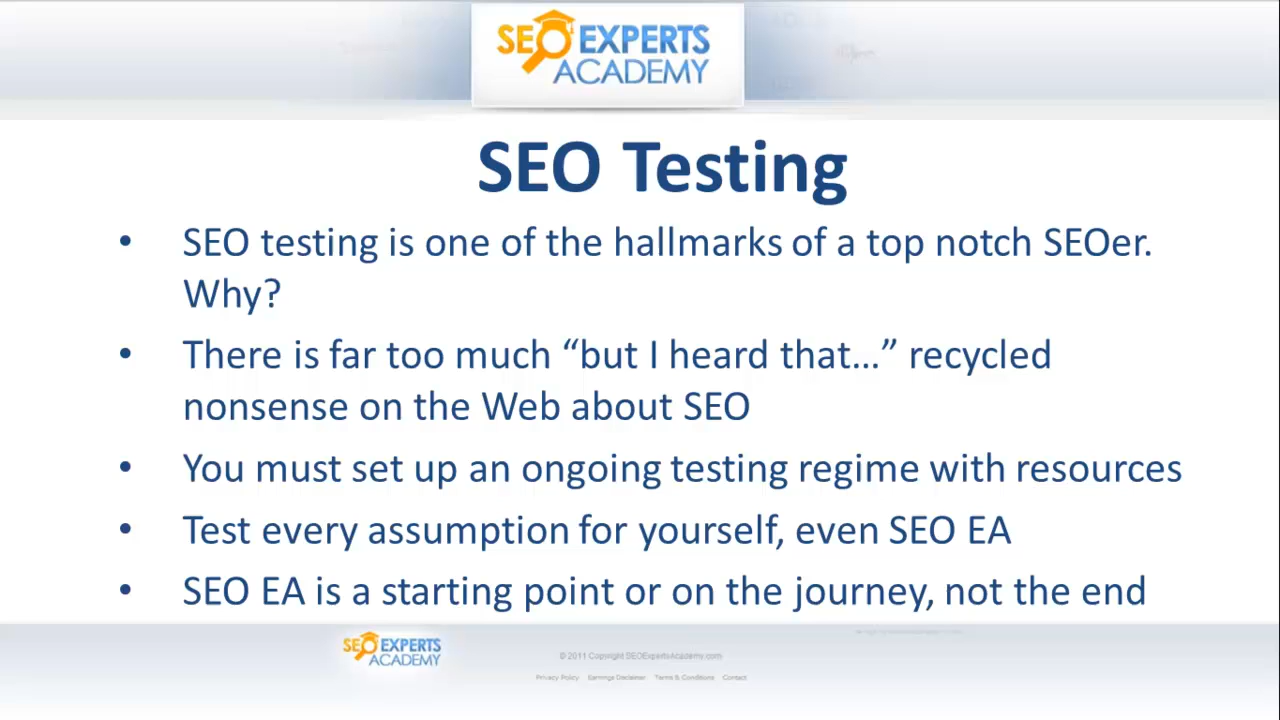 SEO EXPERTS
ACADEMY
SEO Testing
• SEO testing is one of the hallmarks of a top notch SEOer.
Why?
• There is far too much “but I heard that…” recycled
nonsense on the Web about SEO
• You must set up an ongoing testing regime with resources
• Test every assumption for yourself, even SEO EA
• SEO EA is a starting point or on the journey, not the end
SEO EXPERTS
ACADEMY
© 2011 Copyright SEOExpertsAcademy.com
Privacy Policy Earnings Disclaimer Terms & Conditions Contact